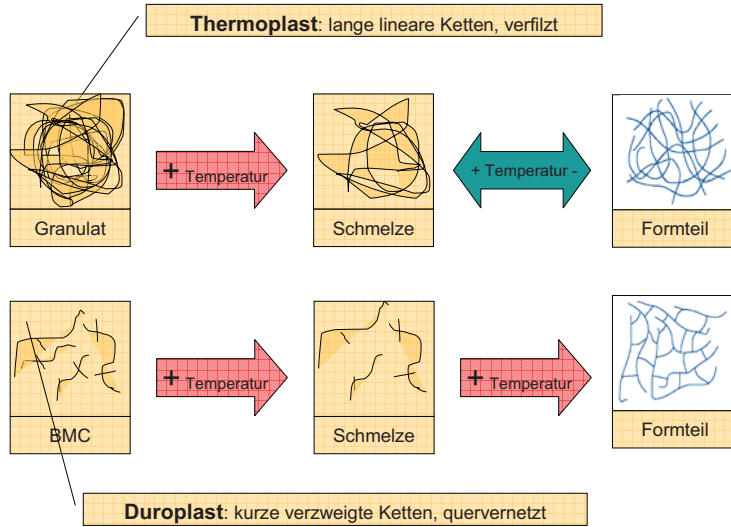 Thermoplast: lange lineare Ketten, verfilzt
+ Temperatur
+ Temperatur -
Granulat
Schmelze
Formteil
+ Temperatur
+ Temperatur
BMC
Schmelze
Formteil
Duroplast: kurze verzweigte Ketten, quervernetzt